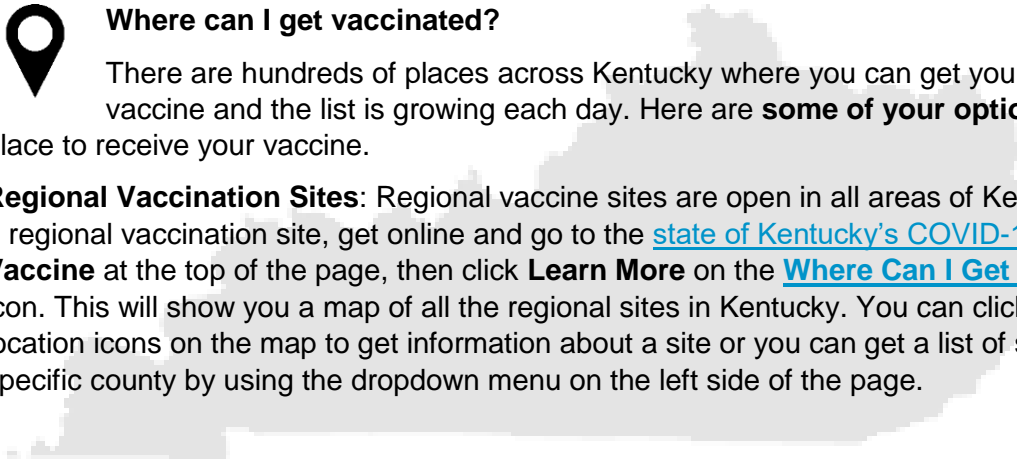 Where can I get vaccinated?
There are hundreds of places across Kentucky where you can get you
vaccine and the list is growing each day. Here are some of your optio
lace to receive your vaccine.
Regional Vaccination Sites: Regional vaccine sites are open in all areas of Ke
regional vaccination site, get online and go to the state of Kentucky's COVID-1
Vaccine at the top of the page, then click Learn More on the Where Can I Get
con. This will show you a map of all the regional sites in Kentucky. You can click
ocation icons on the map to get information about a site or you can get a list of s
pecific county by using the dropdown menu on the left side of the page.